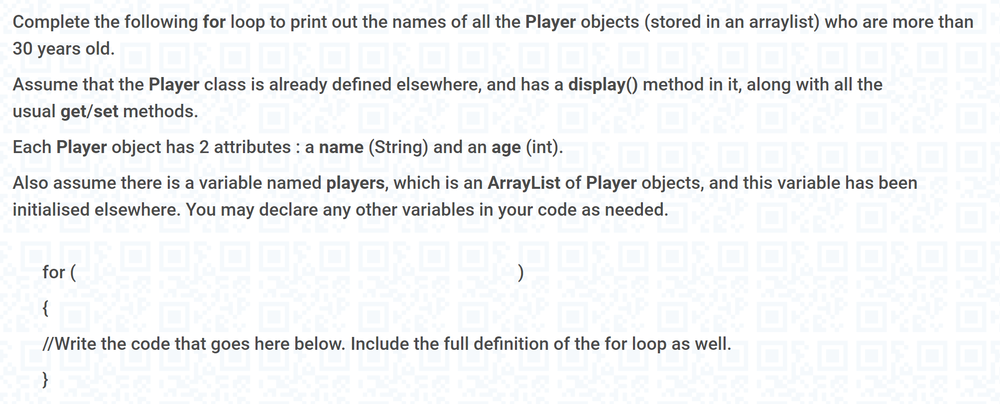 Complete the following for loop to print out the names of all the Player objects (stored in an arraylist) who are more than
30 years old.
Assume that the Player class is already defined elsewhere, and has a display() method in it, along with all the
usual get/set methods.
Each Player object has 2 attributes : a name (String) and an age (int).
Also assume there is a variable named players, which is an ArrayList of Player objects, and this variable has been
initialised elsewhere. You may declare any other variables in your code as needed.
for ( )
{
//Write the code that goes here below. Include the full definition of the for loop as well.
}